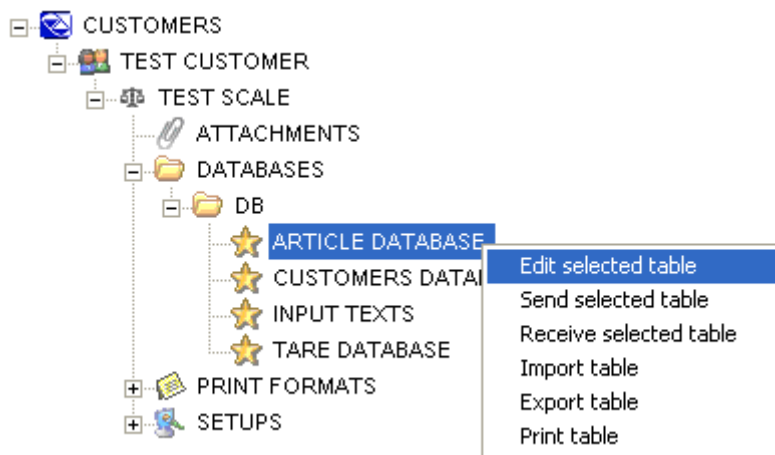 CUSTOMERS
TEST CUSTOMER
TEST SCALE
ATTACHMENTS
DATABASES
DB
ARTICLE DATABASE
CUSTOMERS
INPUT TEXTS
TARE DATABASE
PRINT FORMATS
SETUPS
Edit selected table
Send selected table
Receive selected table
Import table
Export table
Print table